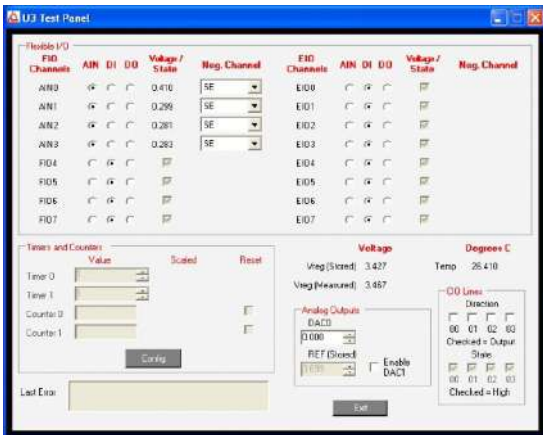 U3 Test Panel
Flexible I/O
FIO Channels AIN DI DO Voltage / State Neg. Channel EIO Channels AIN DI DO Voltage / State Neg. Channel
AIN0 0.410 SE EIO0
AIN1 0.299 SE EIO1
AIN2 0.281 SE EIO2
AIN3 0.283 SE EIO3
FIO4 EIO4
FIO5 EIO5
FIO6 EIO6
FIO7 EIO7
Timers and Counters
Value Scaled Reset
Timer 0
Timer 1
Counter 0
Counter 1
Config
Last Error
Voltage
Vreg (Stored) 3.427
Vreg (Measured) 3.467
Degrees C
Temp 26.410
Analog Outputs
DAC0
0.000
REF (Stored)
Enable DAC1
CIO Lines
Direction
00 01 02 03
Checked = Output
State
00 01 02 03
Checked = High
Exit